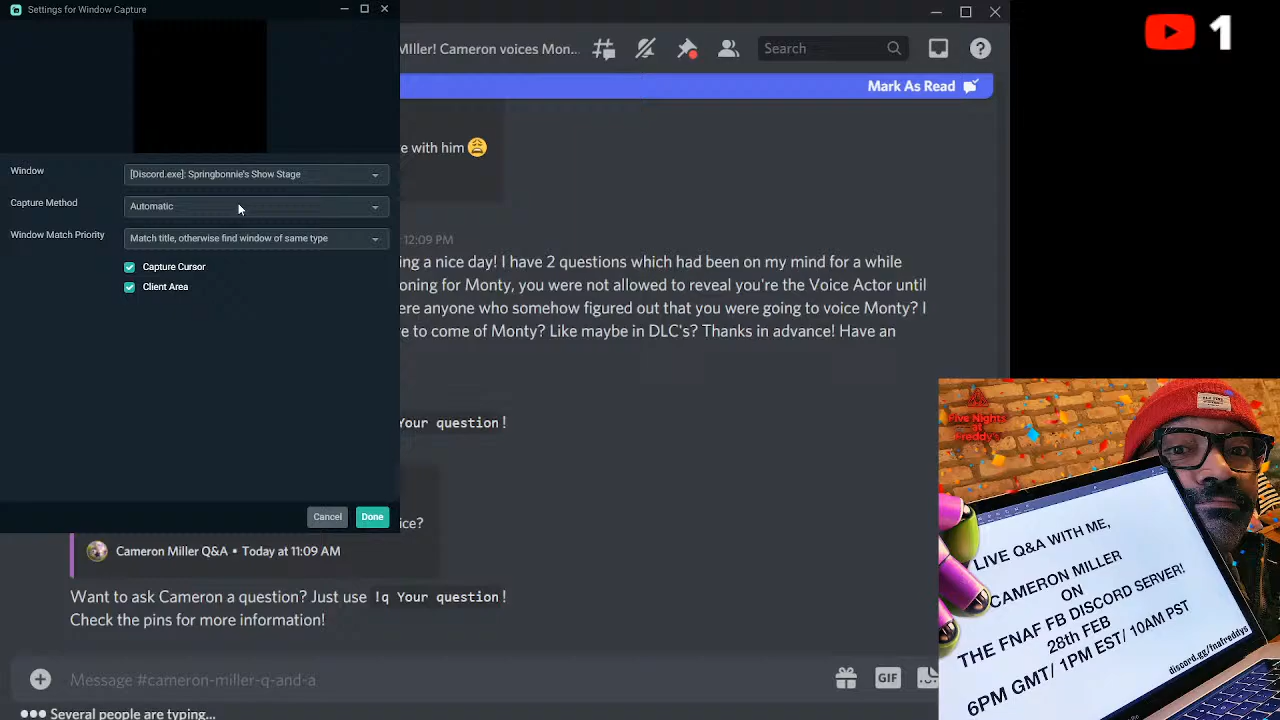 Settings for Window Capture
Window
[Discord.exe]: Springbonnie's Show Stage
Capture Method
Automatic
Window Match Priority
Match title, otherwise find window of same type
Capture Cursor
Client Area
Cancel
Done
MIller! Cameron voices Mon...
Search
Mark As Read
e with him 😩
12:09 PM
ing a nice day! I have 2 questions which had been on my mind for a while
oning for Monty, you were not allowed to reveal you're the Voice Actor until
ere anyone who somehow figured out that you were going to voice Monty? I
e to come of Monty? Like maybe in DLC's? Thanks in advance! Have an
Your question!
ice?
Cameron Miller Q&A • Today at 11:09 AM
Want to ask Cameron a question? Just use !q Your question!
Check the pins for more information!
Message #cameron-miller-q-and-a
GIF
Several people are typing...
1
Five Nights
at
Freddy's
LIVE Q&A WITH ME,
CAMERON MILLER
ON
THE FNAF FB DISCORD SERVER!
28th FEB
6PM GMT/ 1PM EST/ 10AM PST
discord.gg/fnafreddys